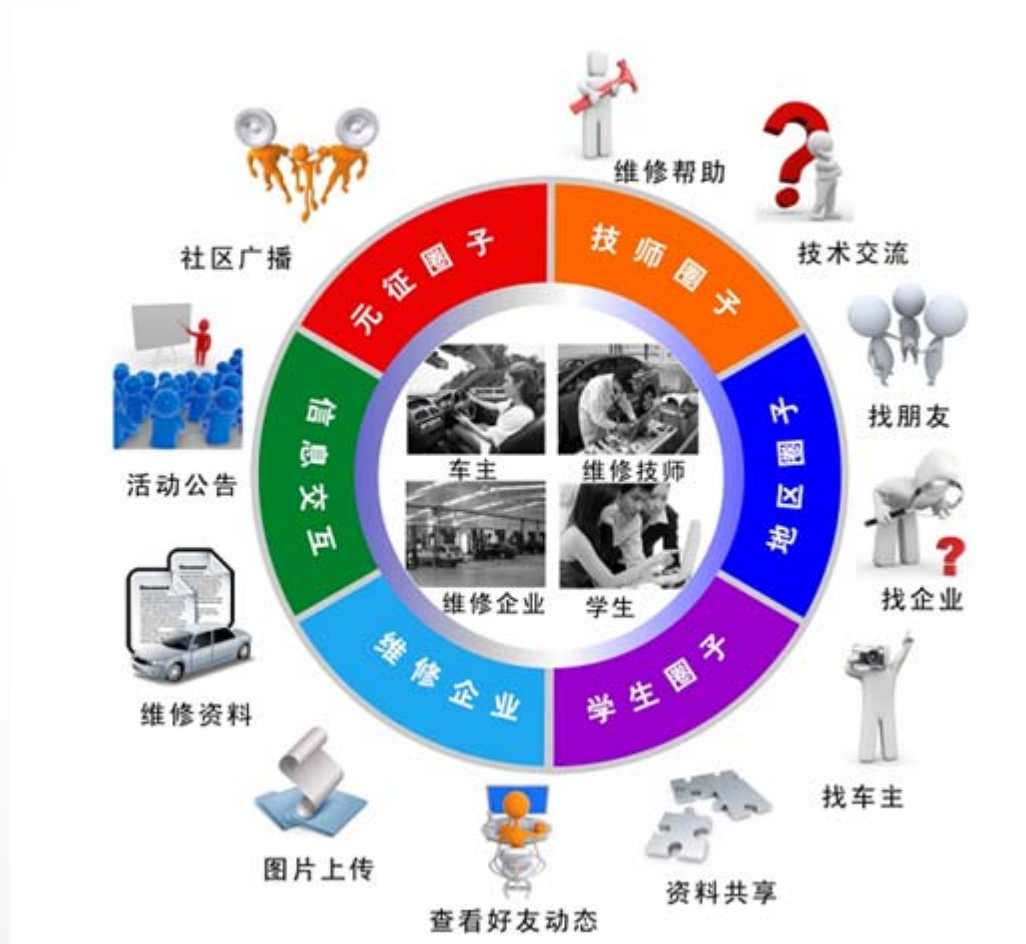 维修帮助
社区广播
技术交流
元征圈子
技师圈子
找朋友
活动公告
信息交互
地区圈子
车主
维修技师
维修企业
学生
找企业
维修资料
维修企业
学生圈子
找车主
图片上传
资料共享
查看好友动态